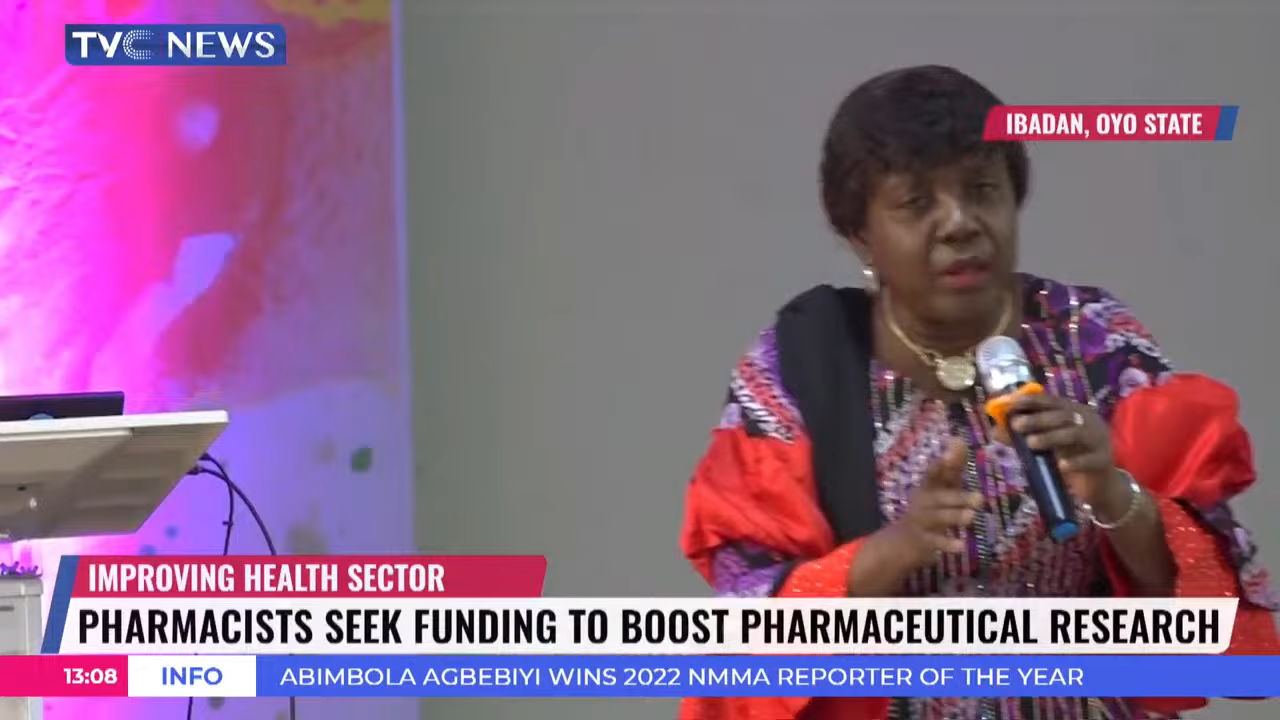 TVC NEWS
IBADAN, OYO STATE
IMPROVING HEALTH SECTOR
PHARMACISTS SEEK FUNDING TO BOOST PHARMACEUTICAL RESEARCH
13:08 INFO ABIMBOLA AGBEBIYI WINS 2022 NMMA REPORTER OF THE YEAR